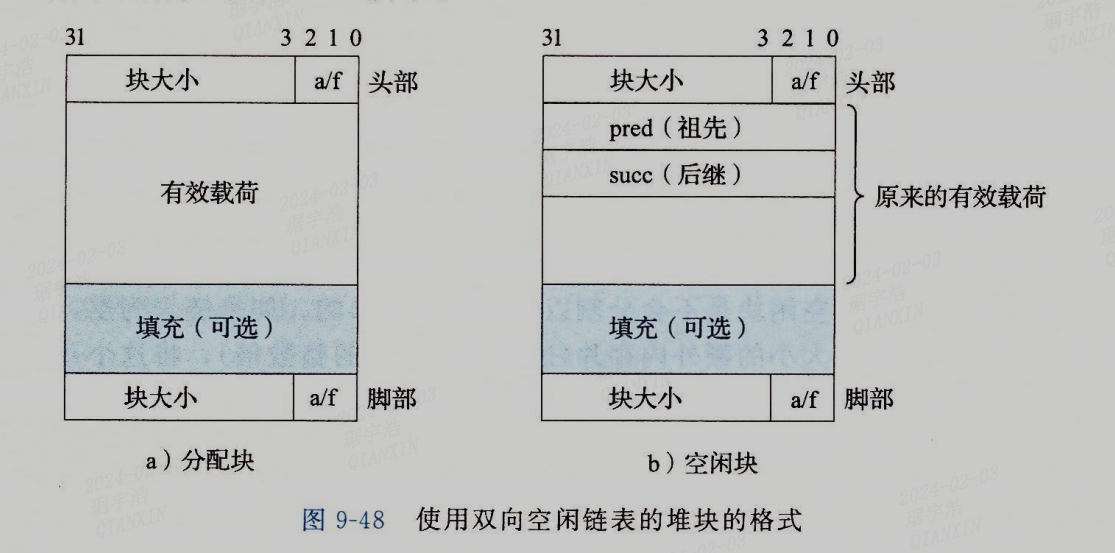 31 3 2 1 0
块大小 a/f 头部
有效载荷
填充（可选）
块大小 a/f 脚部
a）分配块
31 3 2 1 0
块大小 a/f 头部
pred（祖先）
succ（后继）
原来的有效载荷
填充（可选）
块大小 a/f 脚部
b）空闲块
图 9-48 使用双向空闲链表的堆块的格式
2024-02-03
QIANXIN